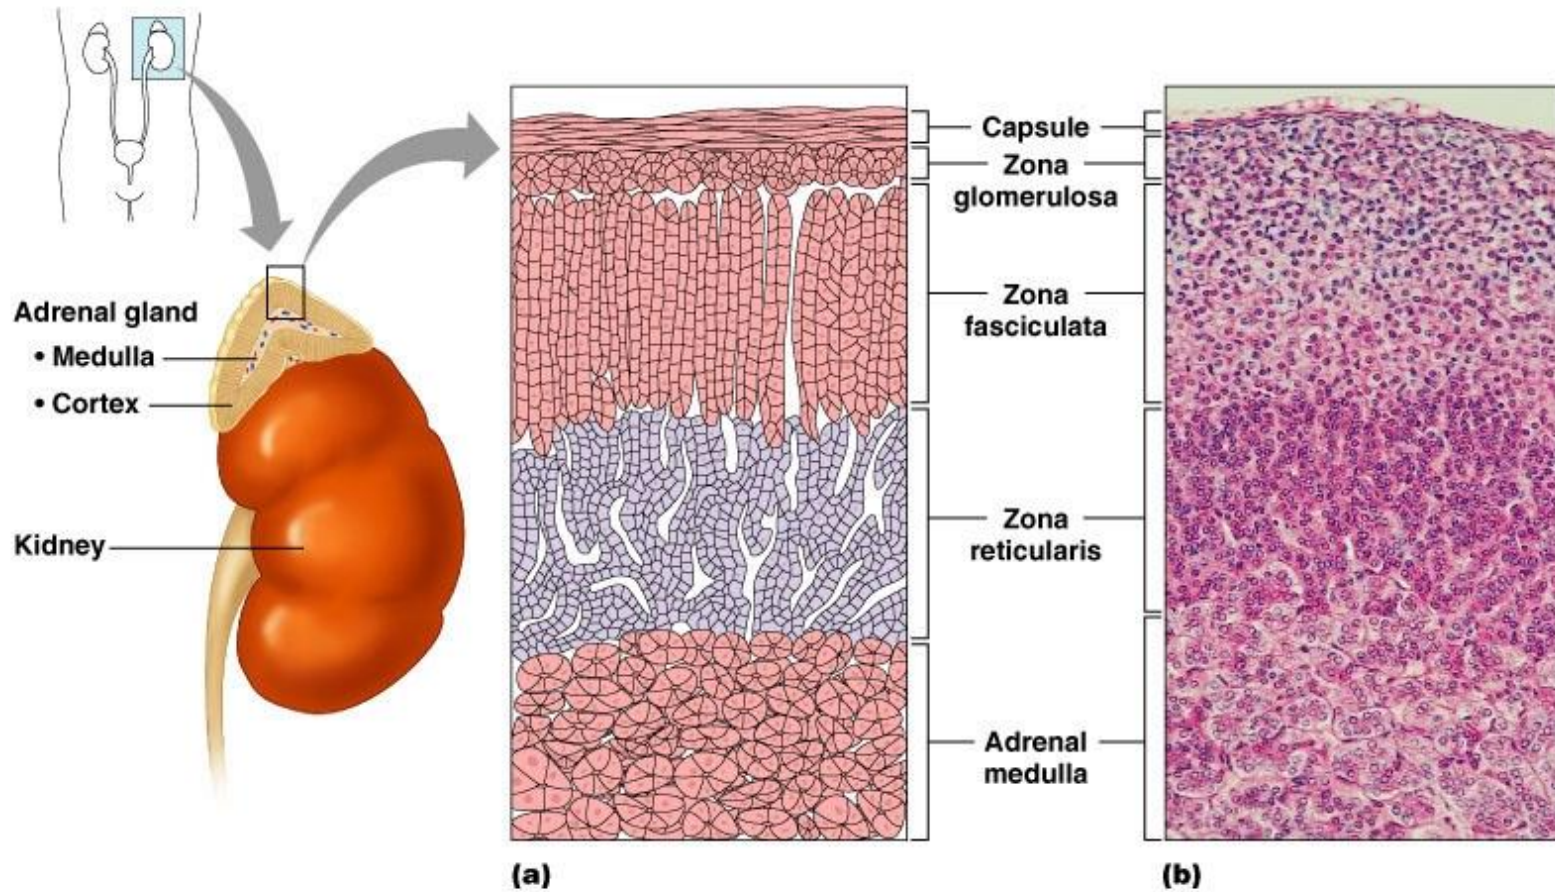 Adrenal gland
• Medulla
• Cortex
Kidney
Capsule
Zona
glomerulosa
Zona
fasciculata
Zona
reticularis
Adrenal
medulla
(a)
(b)